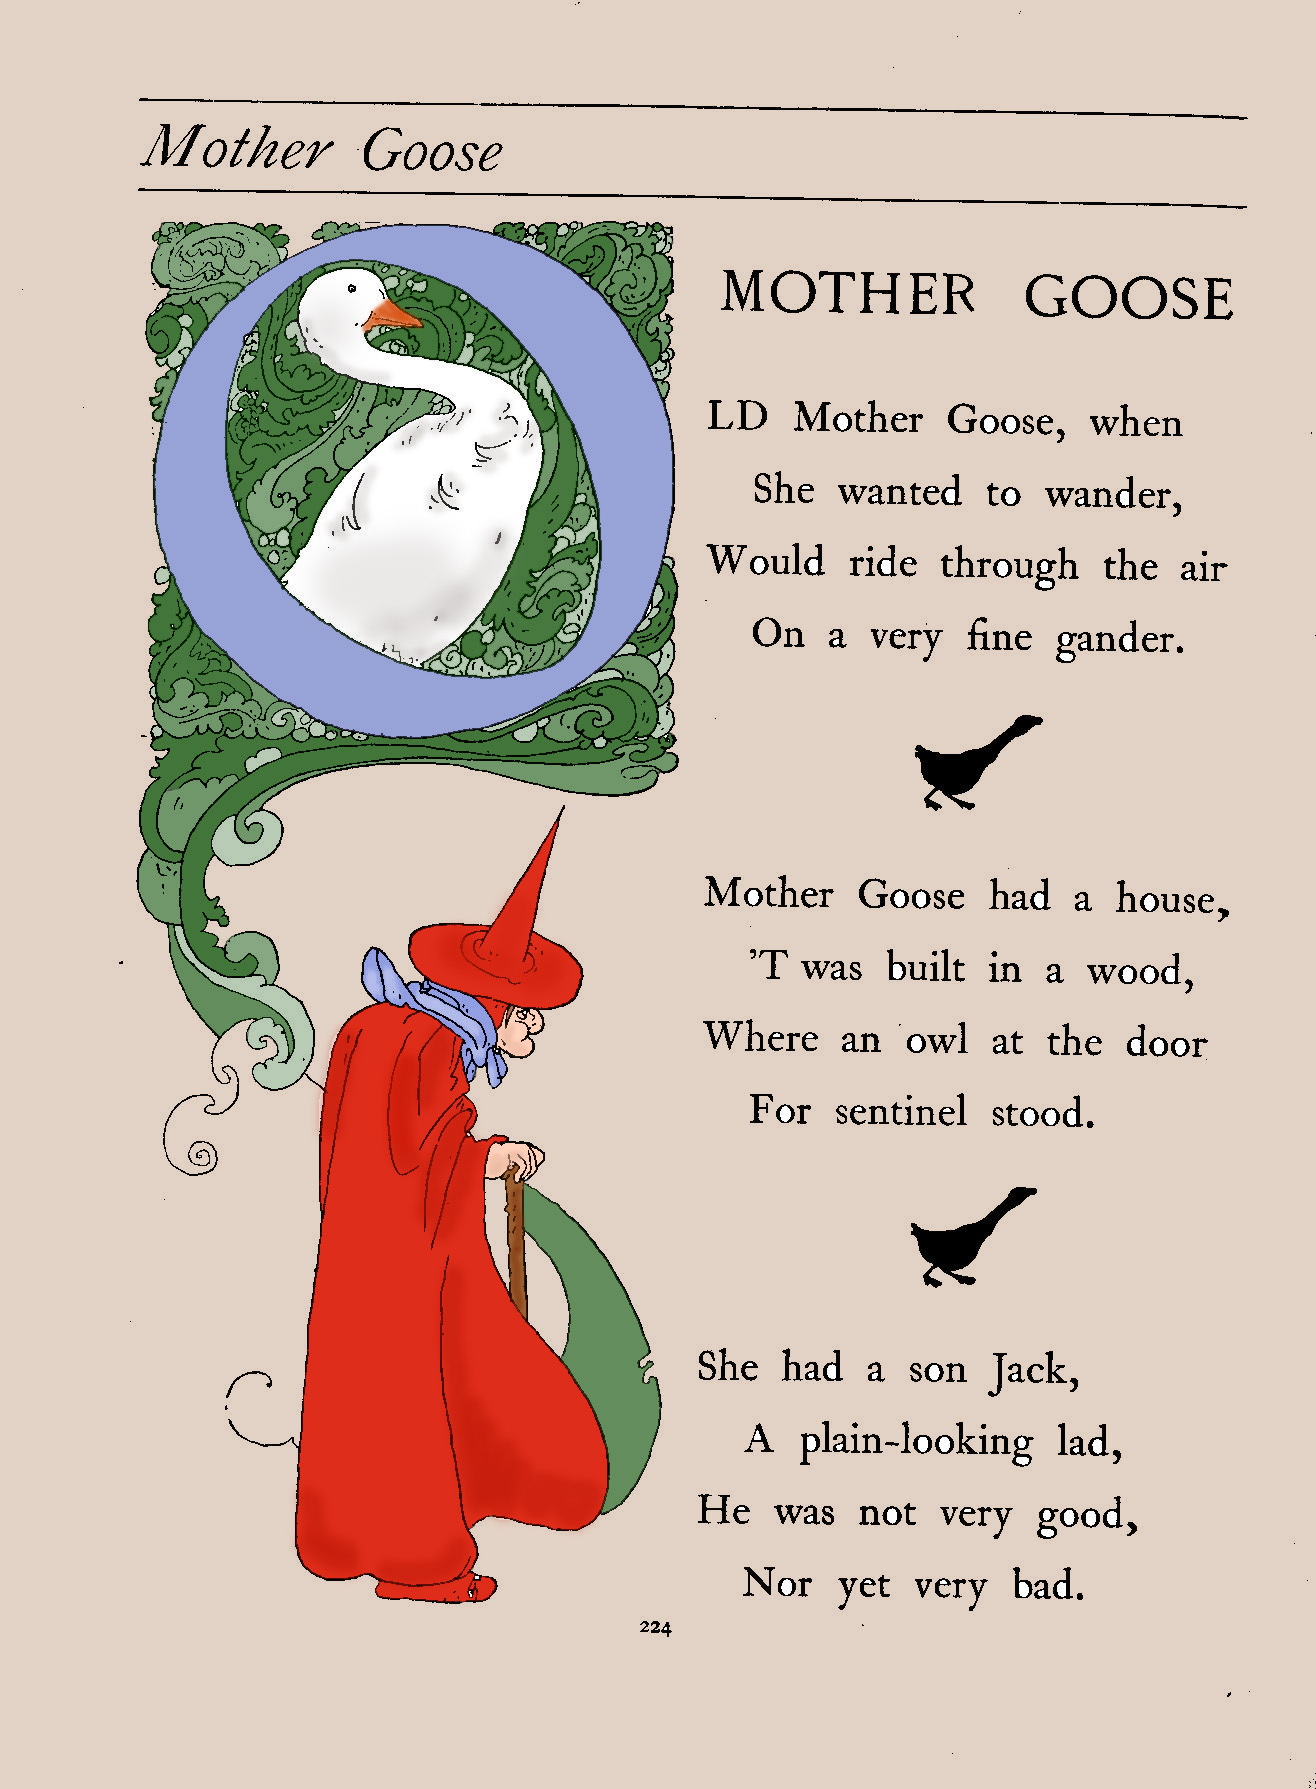 Mother Goose
MOTHER GOOSE
OLD Mother Goose, when
She wanted to wander,
Would ride through the air
On a very fine gander.
Mother Goose had a house,
'T was built in a wood,
Where an owl at the door
For sentinel stood.
She had a son Jack,
A plain-looking lad,
He was not very good,
Nor yet very bad.
224